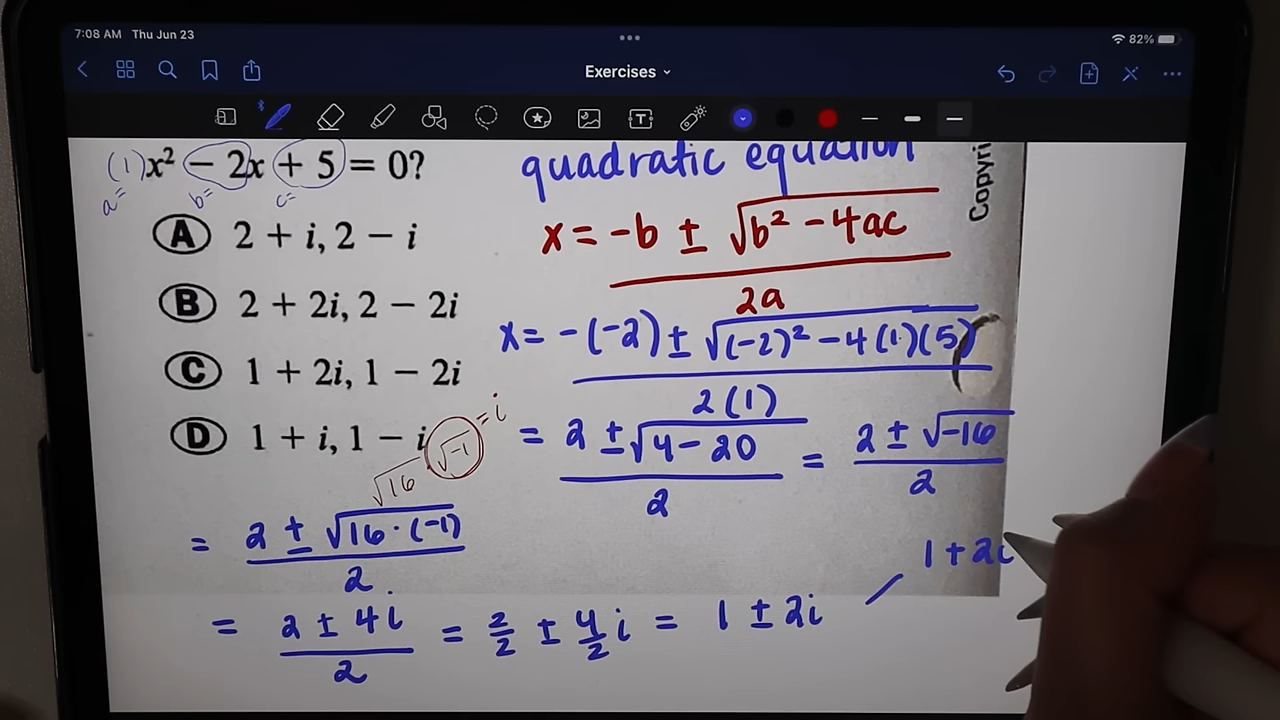 7:08 AM Thu Jun 23
82%
Exercises
(1)x² − 2x + 5 = 0?
a= b= c=
A 2 + i, 2 − i
B 2 + 2i, 2 − 2i
C 1 + 2i, 1 − 2i
D 1 + i, 1 − i
√16 √-1 = i
quadratic equation
x = -b ± √b² - 4ac
2a
x = -(-2) ± √(-2)² - 4(1)(5)
2(1)
= 2 ± √4 - 20 = 2 ± √-16
2 2
= 2 ± √16 · (-1)
2
= 2 ± 4i = 2/2 ± 4/2 i = 1 ± 2i
2
1 + 2i